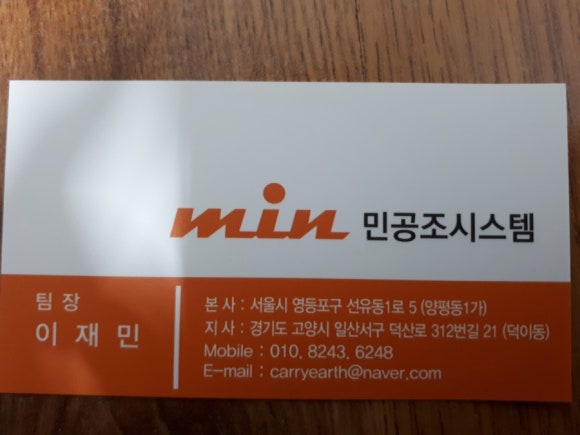 min 민공조시스템
팀 장
이 재 민
본 사 : 서울시 영등포구 선유동1로 5 (양평동1가)
지 사 : 경기도 고양시 일산서구 덕산로 312번길 21 (덕이동)
Mobile : 010. 8243. 6248
E-mail : carryearth@naver.com